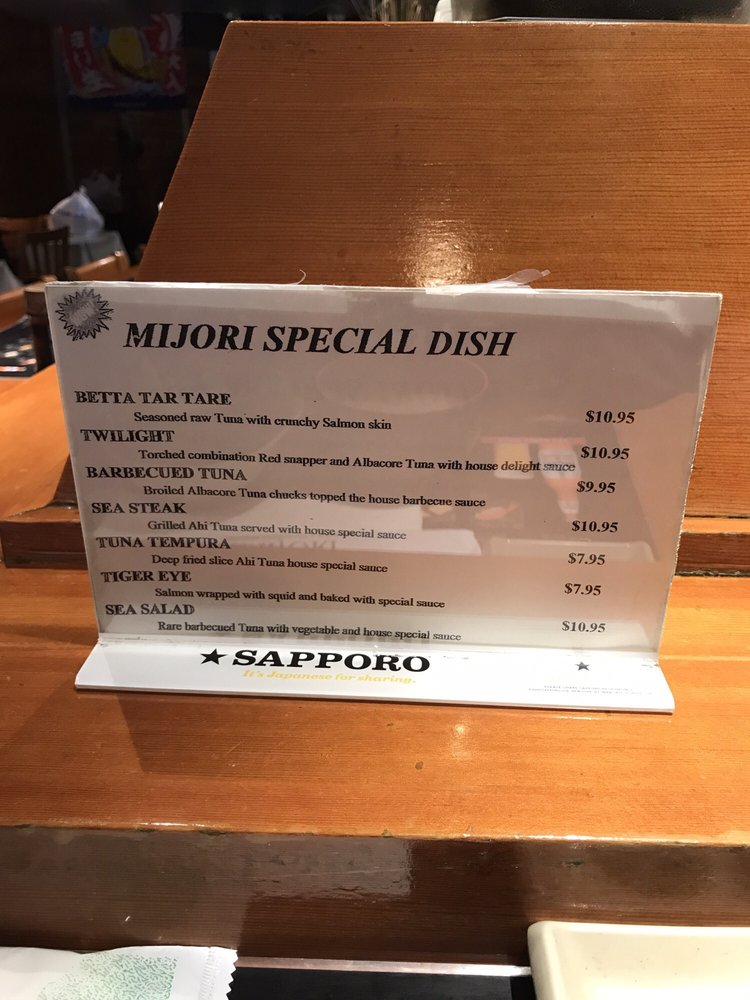 MIJORI SPECIAL DISH
BETTA TAR TARE
Seasoned raw Tuna with crunchy Salmon skin $10.95
TWILIGHT
Torched combination Red snapper and Albacore Tuna with house delight sauce $10.95
BARBECUED TUNA
Broiled Albacore Tuna chucks topped the house barbecue sauce $9.95
SEA STEAK
Grilled Ahi Tuna served with house special sauce $10.95
TUNA TEMPURA
Deep fried slice Ahi Tuna house special sauce $7.95
TIGER EYE
Salmon wrapped with squid and baked with special sauce $7.95
SEA SALAD
Rare barbecued Tuna with vegetable and house special sauce $10.95
SAPPORO
It's Japanese for sharing.